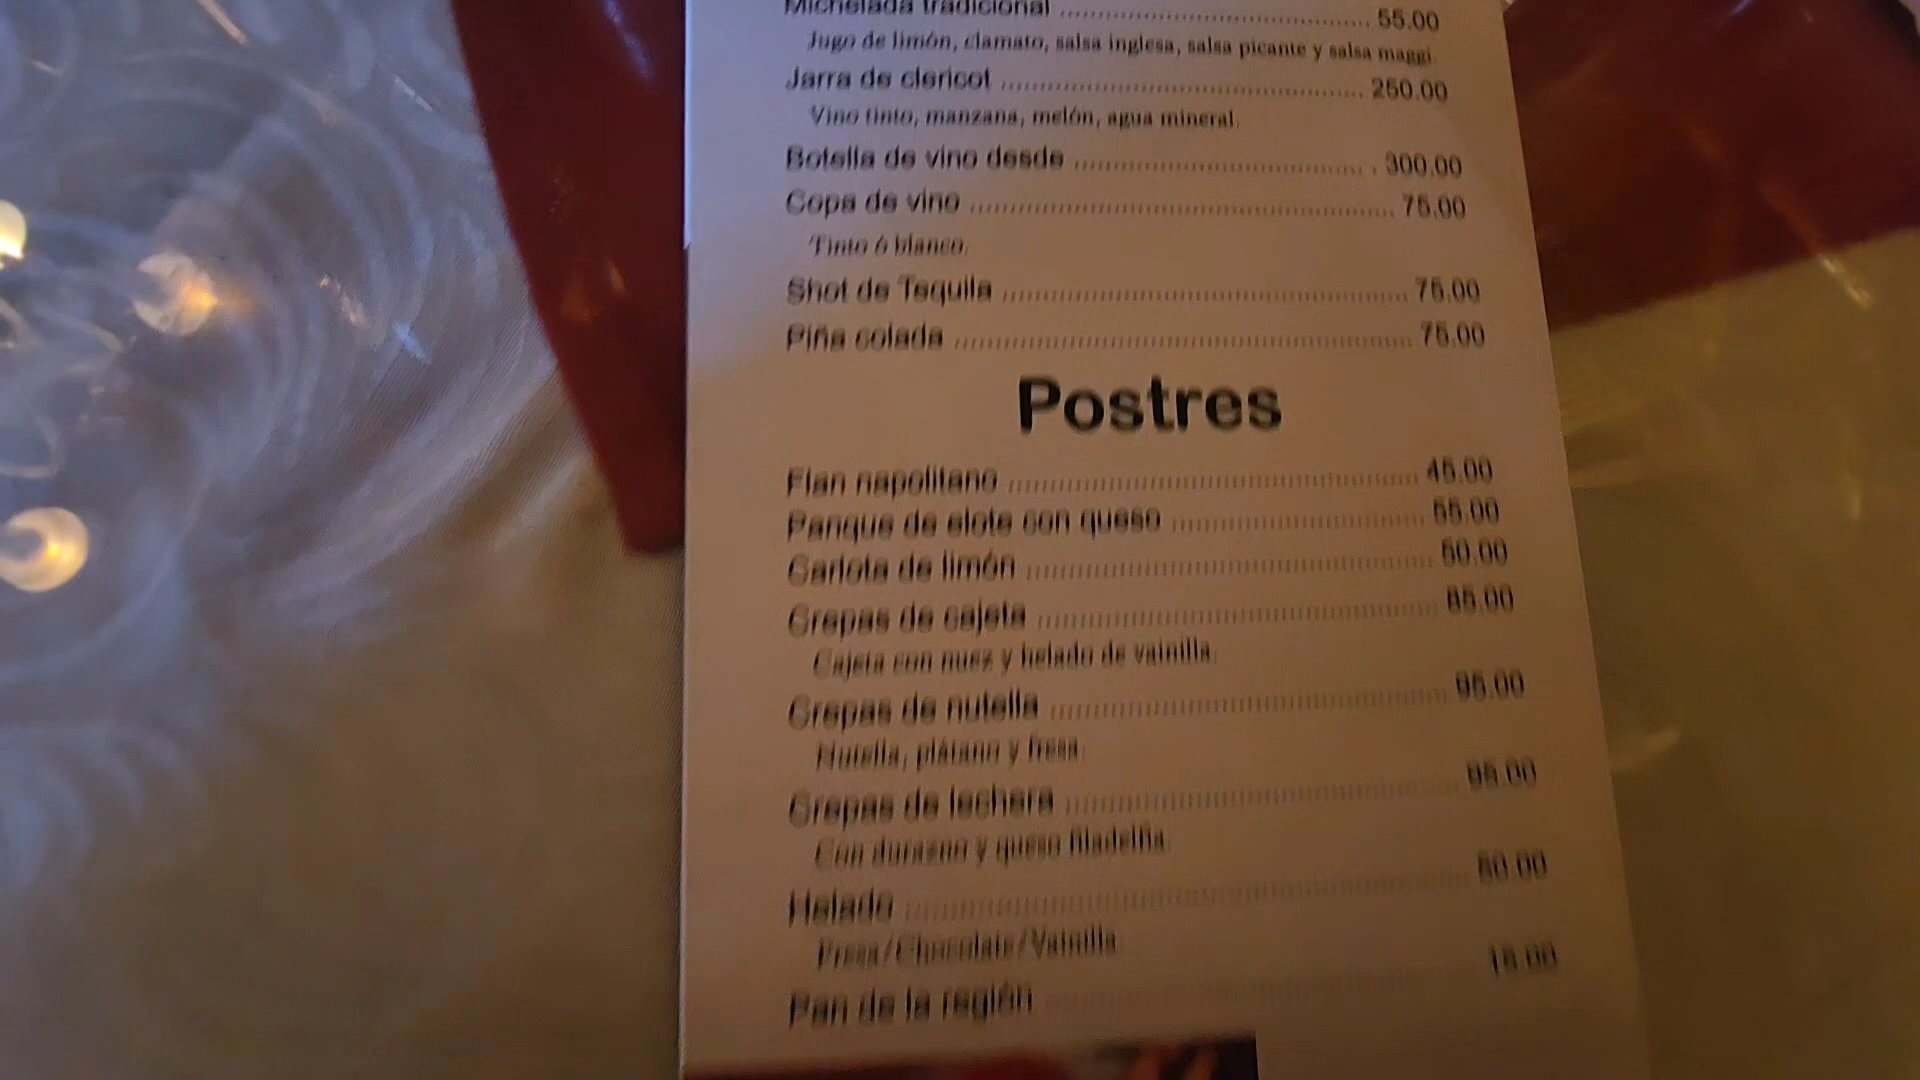 Michelada tradicional ........ 55.00
Jugo de limón, clamato, salsa inglesa, salsa picante y salsa maggi.
Jarra de clericot ........ 250.00
Vino tinto, manzana, melón, agua mineral.
Botella de vino desde ........ 300.00
Copa de vino ........ 75.00
Tinto ó blanco.
Shot de Tequila ........ 75.00
Piña colada ........ 75.00
Postres
Flan napolitano ........ 45.00
Panque de elote con queso ........ 55.00
Carlota de limón ........
Crepas de cajeta ........
Cajeta con nuez y helado de vainilla.
Crepas de nutella ........ 95.00
Nutella, plátano y fresa.
Crepas de lechera ........
Con durazno y queso filadelfia.
Helado ........
Fresa/Chocolate/Vainilla
Pan de la región ........